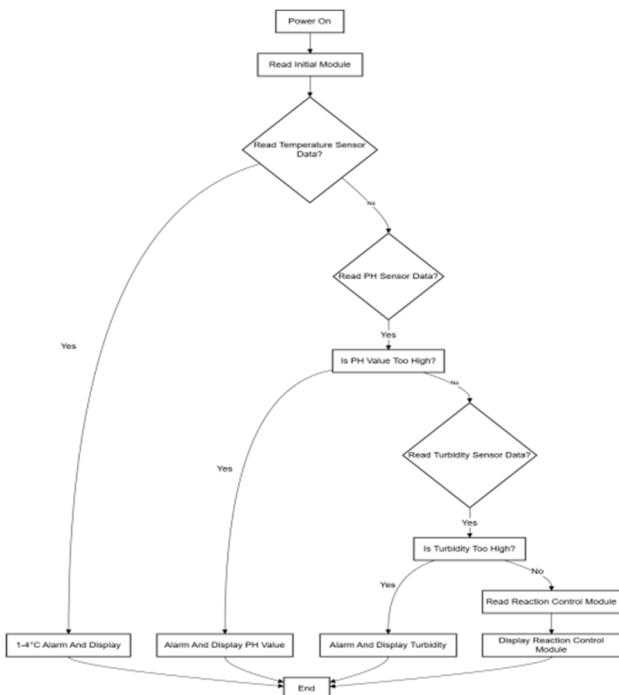 Power On
Read Initial Module
Read Temperature Sensor
Data?
No
Read PH Sensor Data?
Yes
Yes
Is PH Value Too High?
No
Yes
Read Turbidity Sensor Data?
Yes
Is Turbidity Too High?
Yes
No
Read Reaction Control Module
1-4°C Alarm And Display
Alarm And Display PH Value
Alarm And Display Turbidity
Display Reaction Control
Module
End